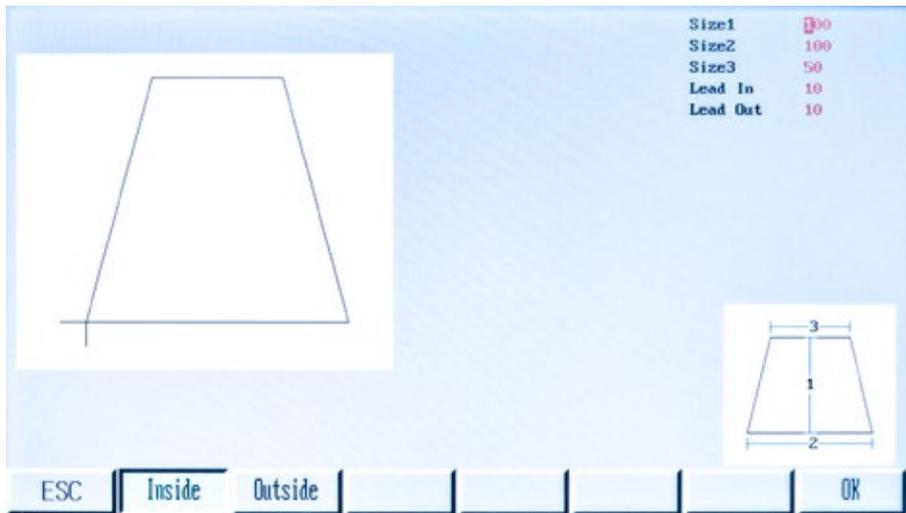 Size1 100
Size2 100
Size3 50
Lead In 10
Lead Out 10
3
1
2
ESC Inside Outside OK